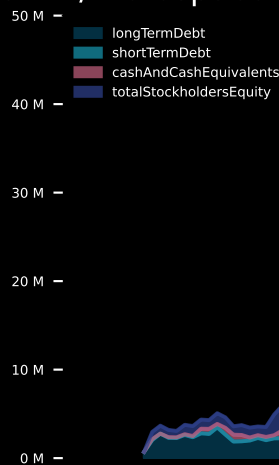 50 M
longTermDebt
shortTermDebt
cashAndCashEquivalents
totalStockholdersEquity
40 M
30 M
20 M
10 M
0 M